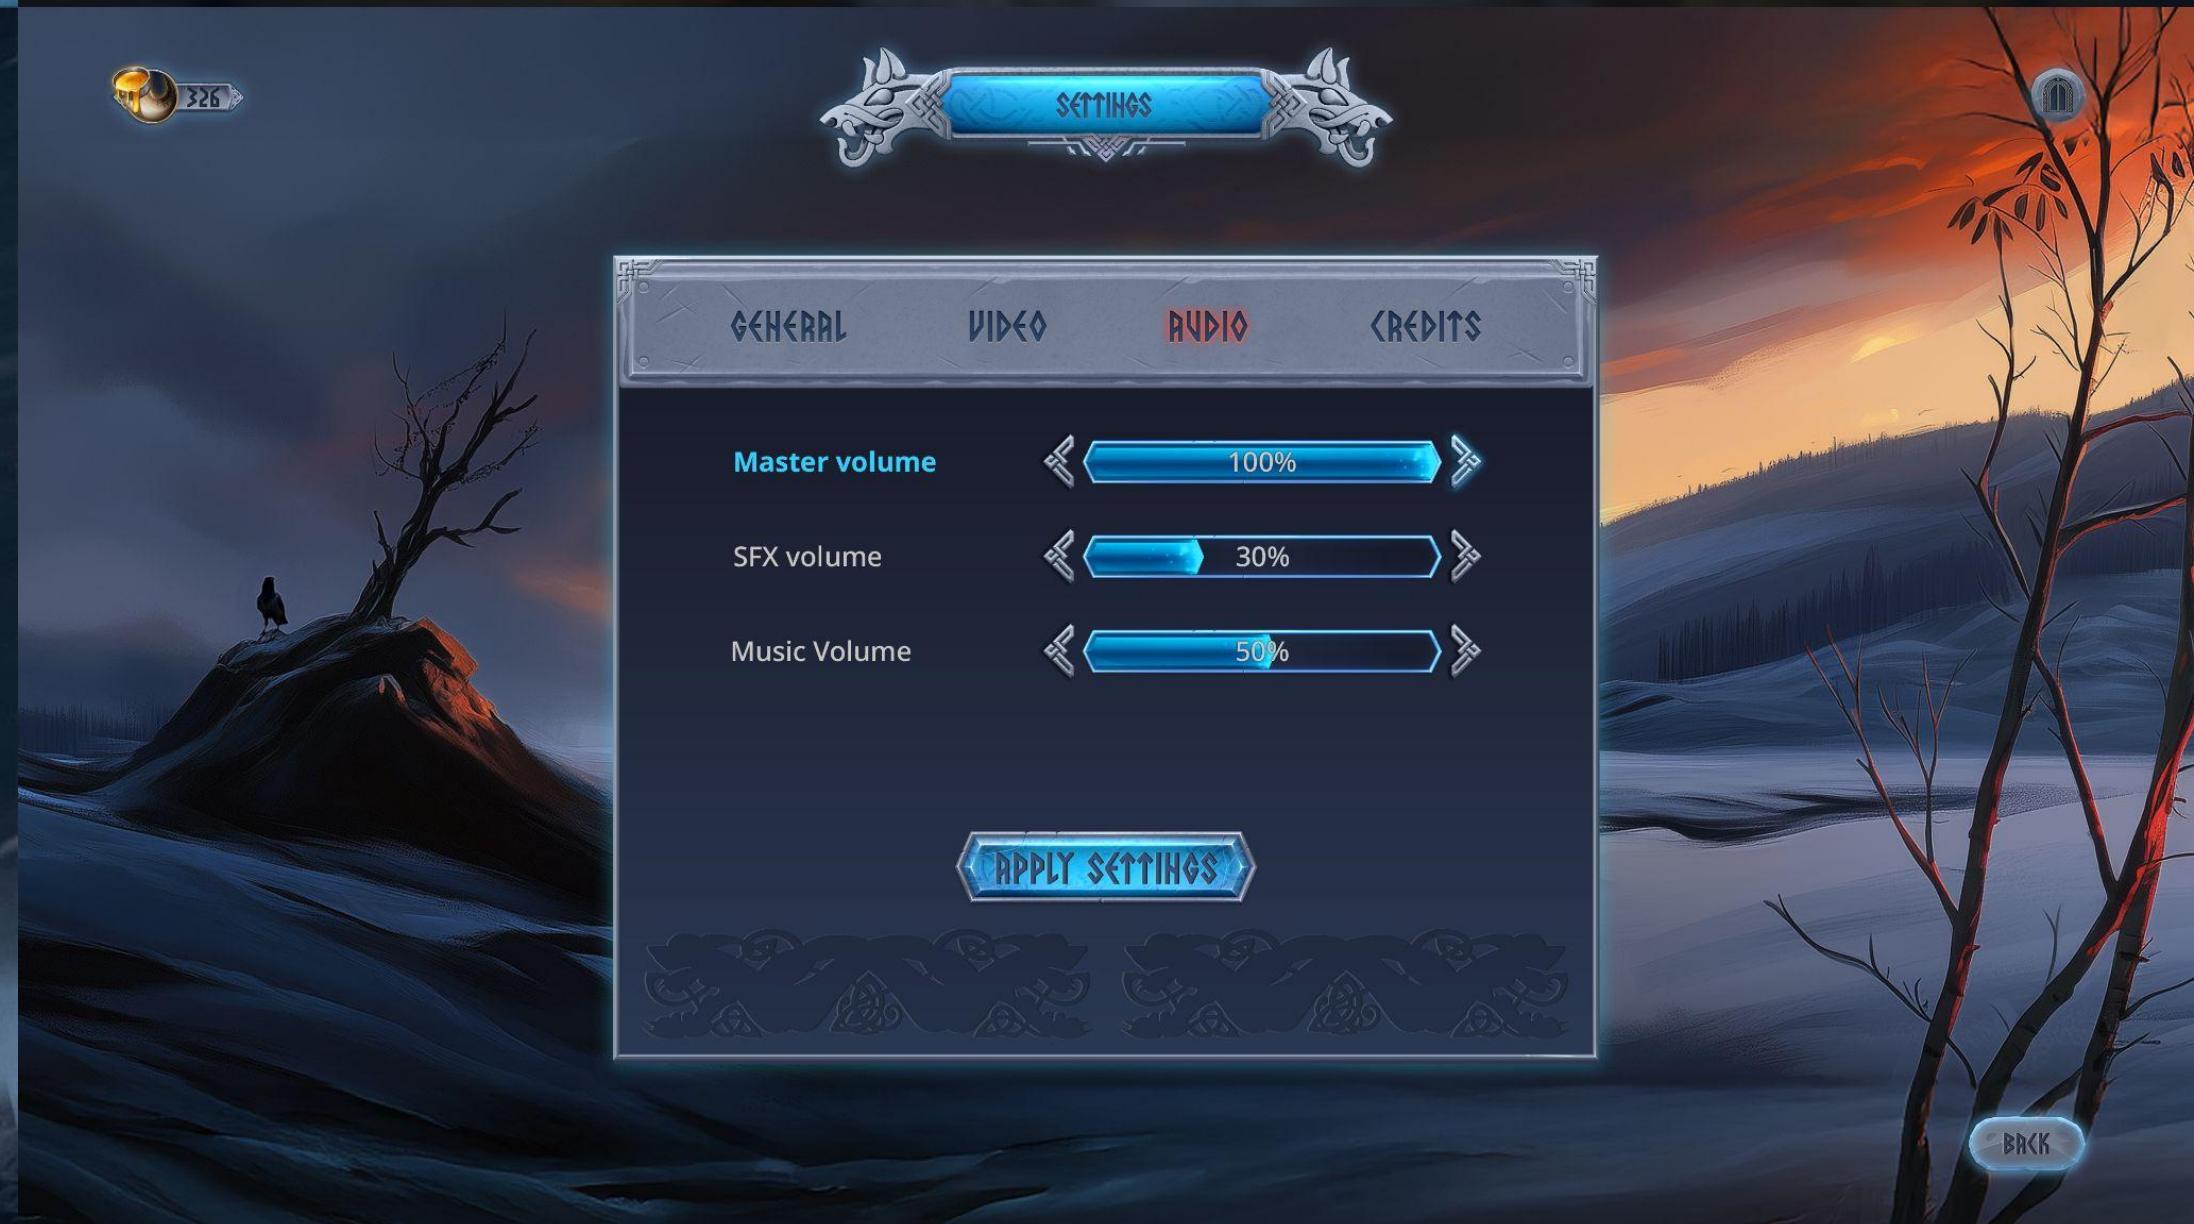 326
SETTINGS
GENERAL VIDEO AUDIO CREDITS
Master volume 100%
SFX volume 30%
Music Volume 50%
APPLY SETTINGS
BACK